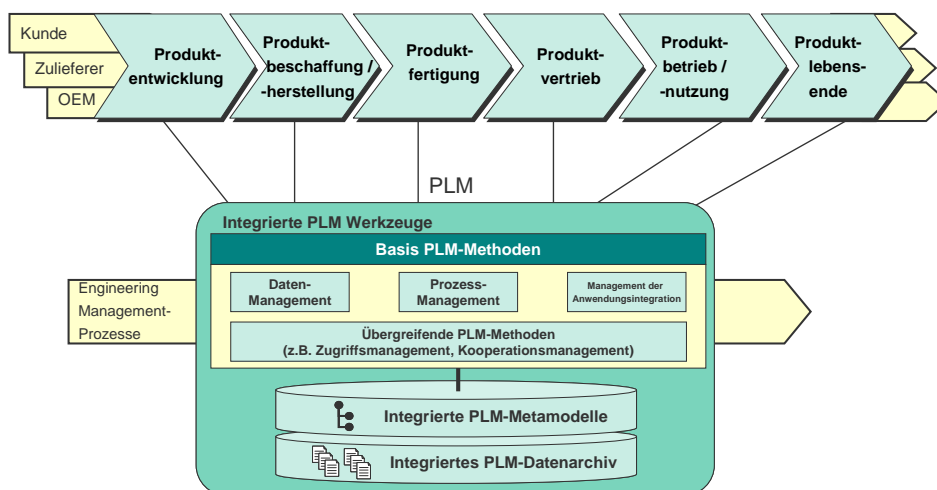 Kunde
Zulieferer
OEM
Produkt-
entwicklung
Produkt-
beschaffung /
-herstellung
Produkt-
fertigung
Produkt-
vertrieb
Produkt-
betrieb /
-nutzung
Produkt-
lebens-
ende
PLM
Integrierte PLM Werkzeuge
Basis PLM-Methoden
Engineering
Management-
Prozesse
Daten-
Management
Prozess-
Management
Management der
Anwendungsintegration
Übergreifende PLM-Methoden
(z.B. Zugriffsmanagement, Kooperationsmanagement)
Integrierte PLM-Metamodelle
Integriertes PLM-Datenarchiv